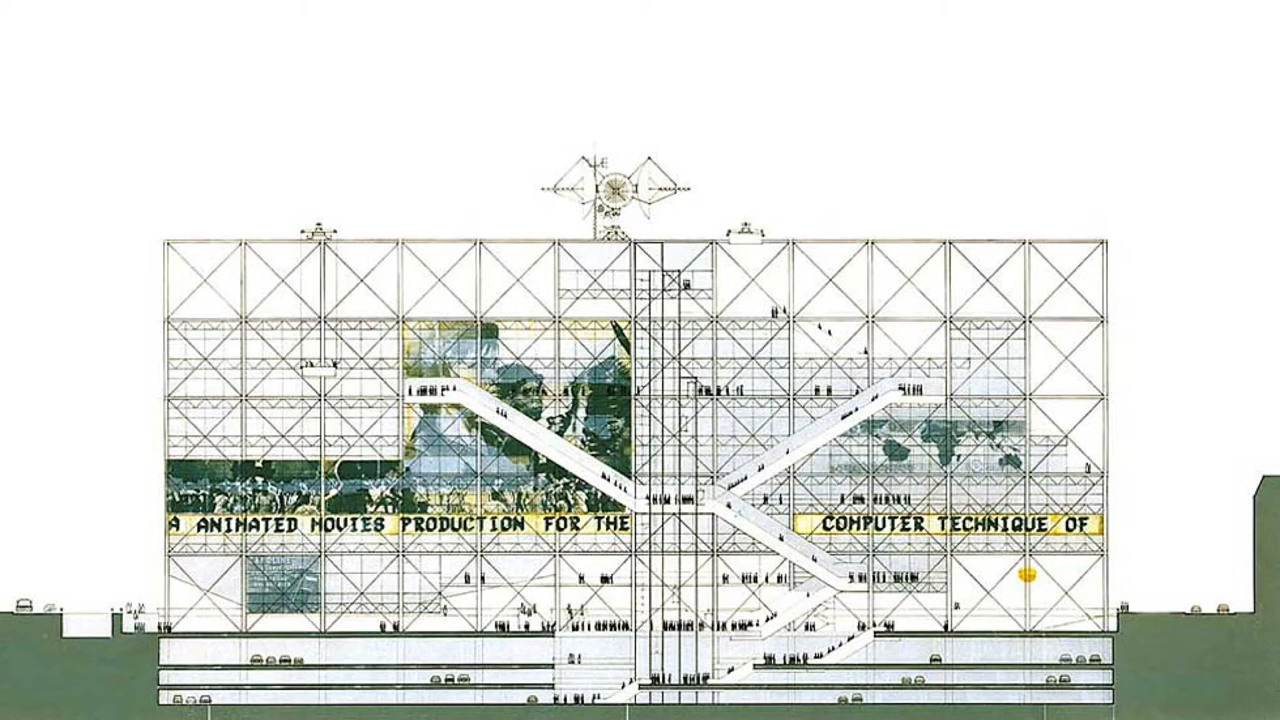 A ANIMATED MOVIES PRODUCTION FOR THE
COMPUTER TECHNIQUE OF